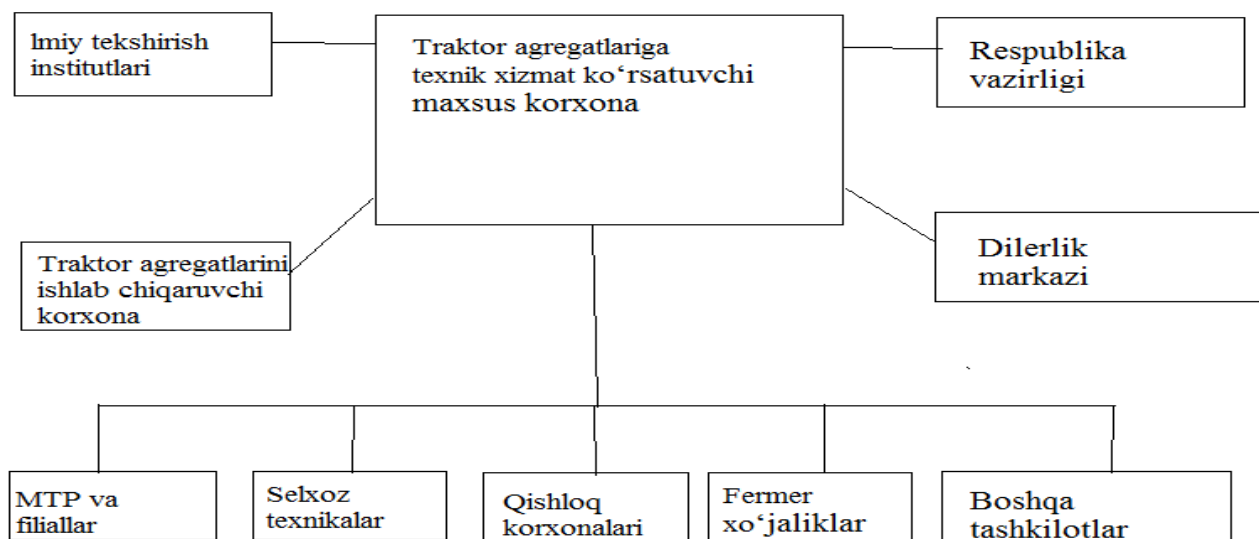 lmiy tekshirish
institutlari
Traktor agregatlariga
texnik xizmat ko‘rsatuvchi
maxsus korxona
Respublika
vazirligi
Traktor agregatlarini
ishlab chiqaruvchi
korxona
Dilerlik
markazi
MTP va
filiallar
Selxoz
texnikalar
Qishloq
korxonalari
Fermer
xo‘jaliklar
Boshqa
tashkilotlar